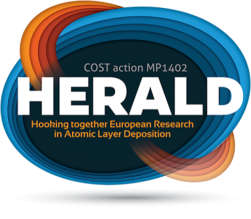 COST action MP1402
HERALD
Hooking together European Research
in Atomic Layer Deposition